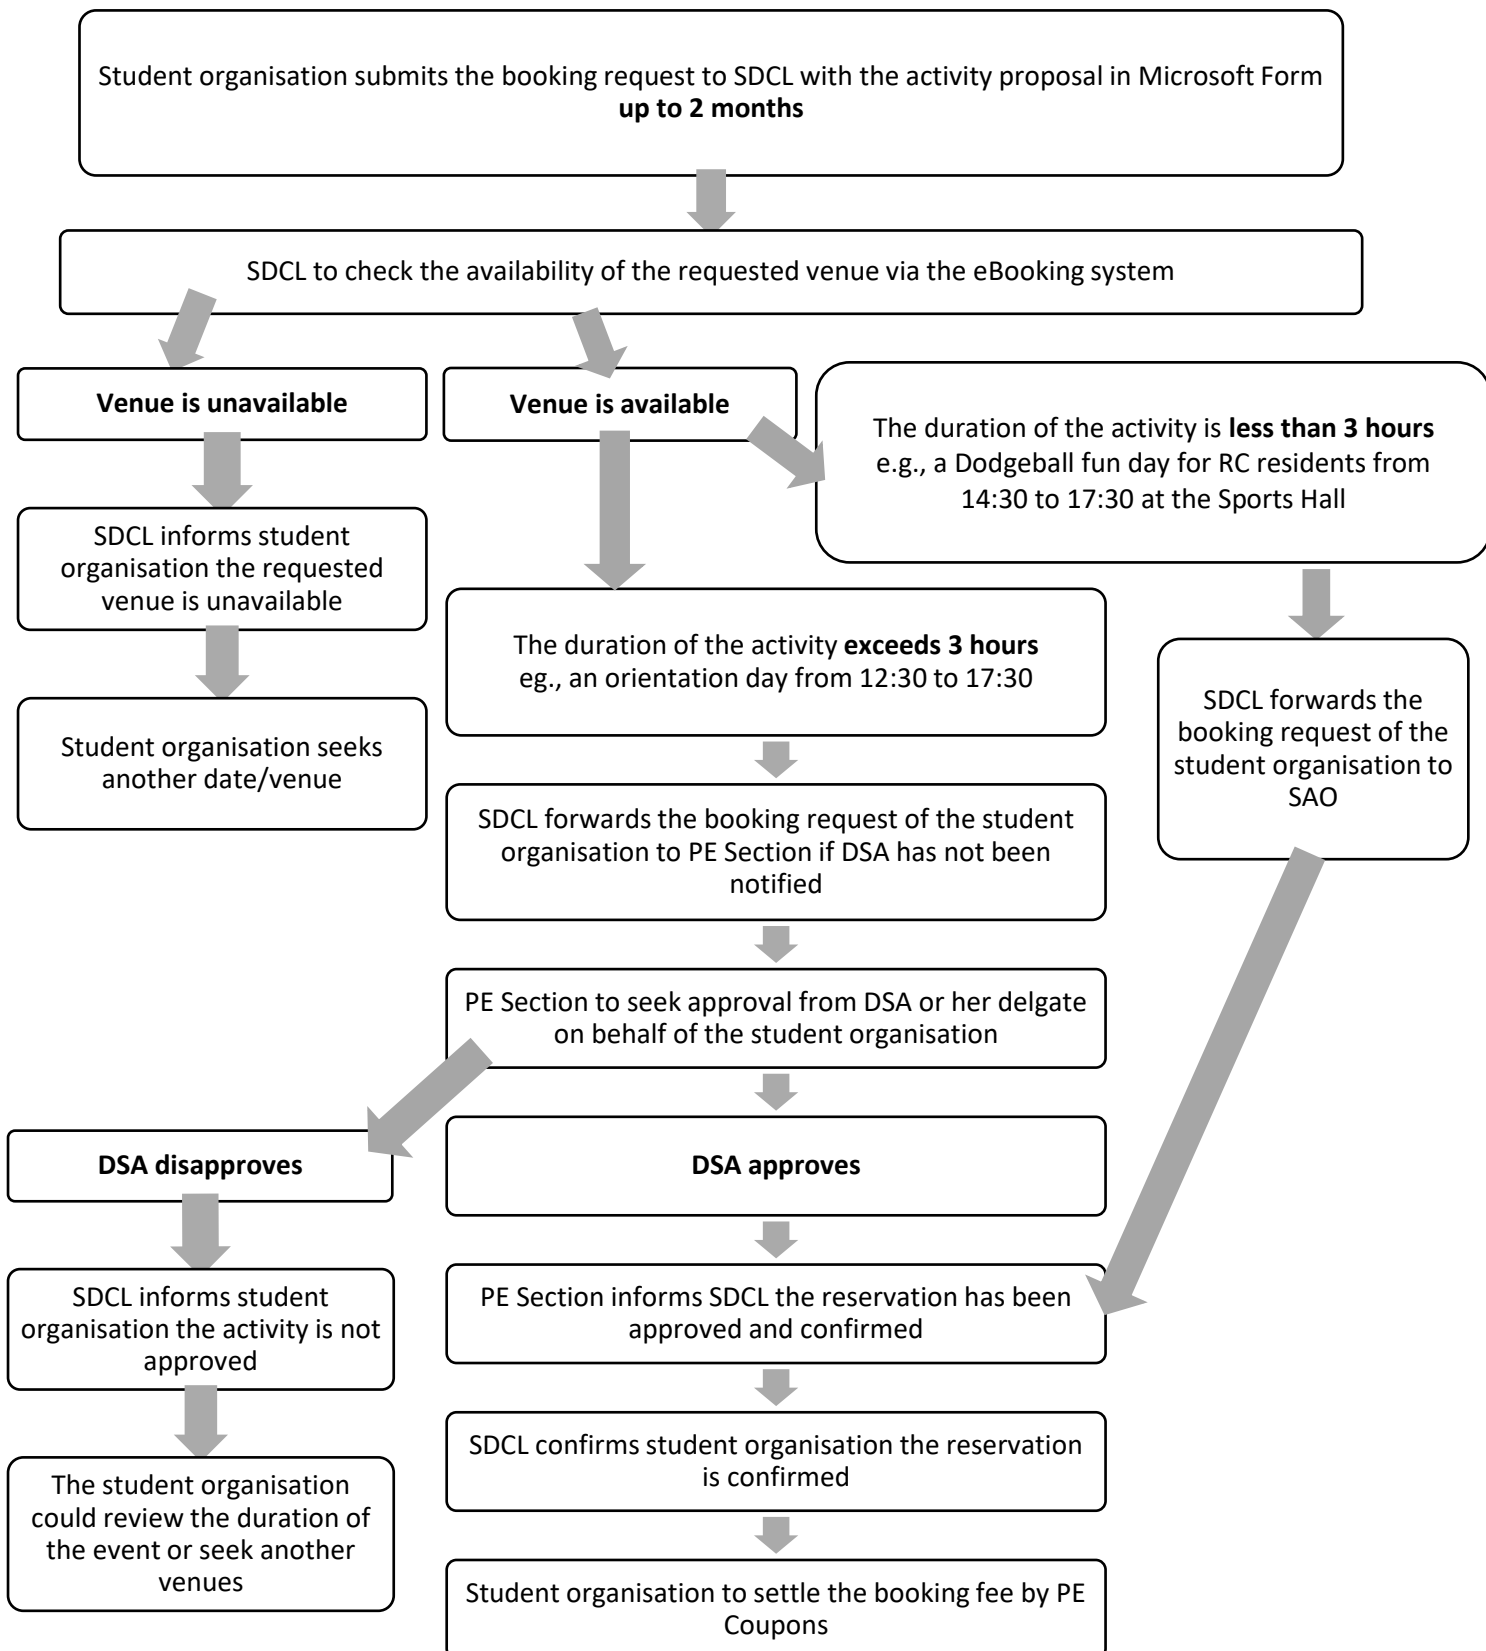 Student organisation submits the booking request to SDCL with the activity proposal in Microsoft Form
up to 2 months
SDCL to check the availability of the requested venue via the eBooking system
Venue is unavailable
Venue is available
The duration of the activity is less than 3 hours
e.g., a Dodgeball fun day for RC residents from
14:30 to 17:30 at the Sports Hall
SDCL informs student
organisation the requested
venue is unavailable
The duration of the activity exceeds 3 hours
eg., an orientation day from 12:30 to 17:30
SDCL forwards the
booking request of the
student organisation to
SAO
Student organisation seeks
another date/venue
SDCL forwards the booking request of the student
organisation to PE Section if DSA has not been
notified
PE Section to seek approval from DSA or her delgate
on behalf of the student organisation
DSA disapproves
DSA approves
SDCL informs student
organisation the activity is not
approved
PE Section informs SDCL the reservation has been
approved and confirmed
SDCL confirms student organisation the reservation
is confirmed
The student organisation
could review the duration of
the event or seek another
venues
Student organisation to settle the booking fee by PE
Coupons